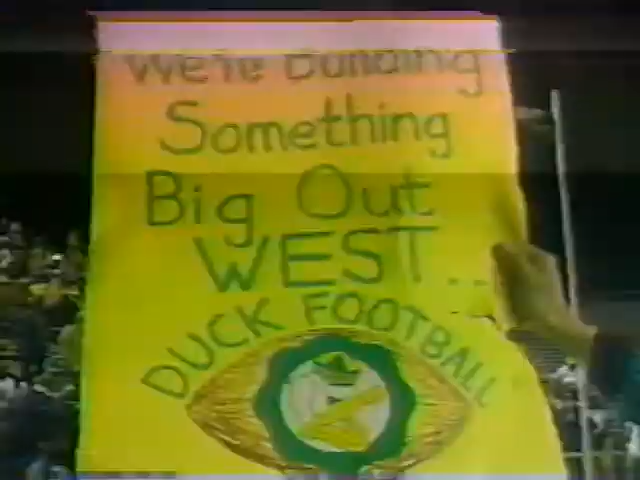 We're Building
Something
Big Out
WEST..
DUCK FOOTBALL